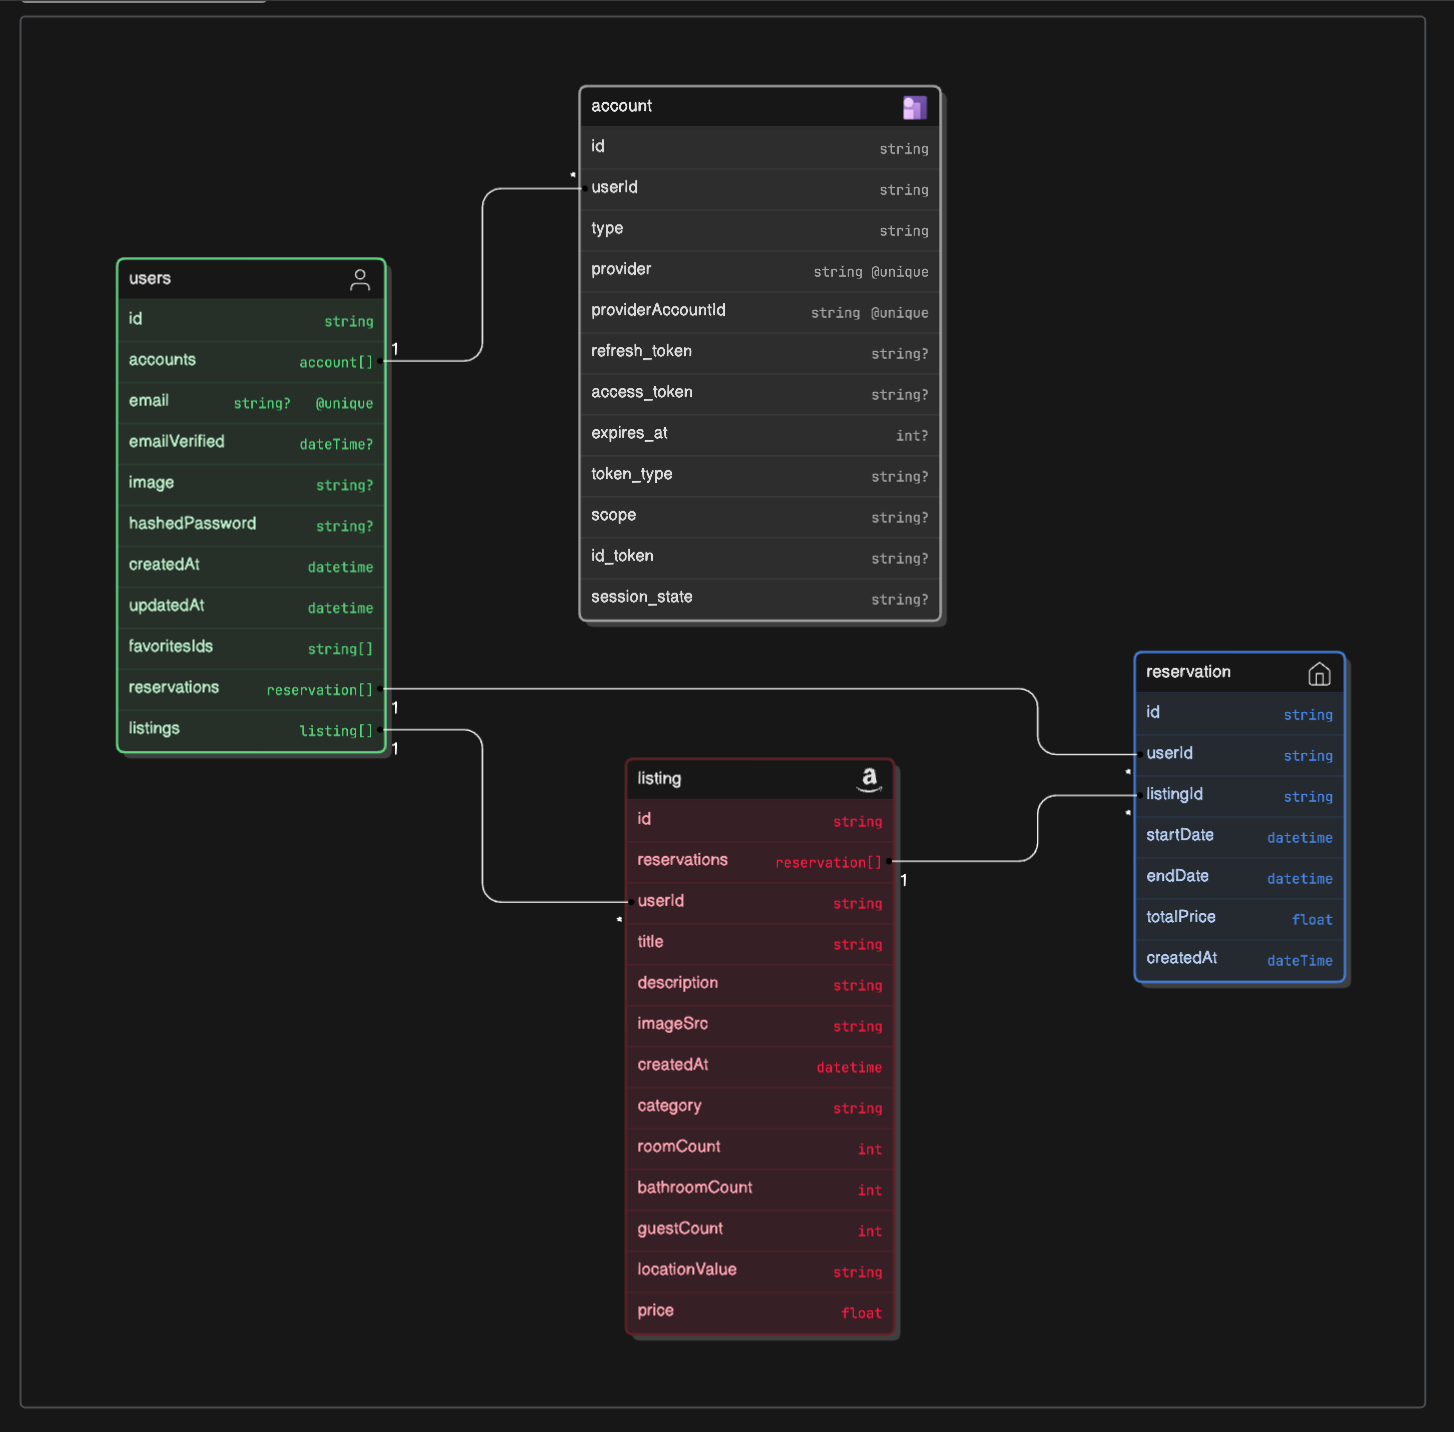 account
id string
* userId string
type string
provider string @unique
providerAccountId string @unique
refresh_token string?
access_token string?
expires_at int?
token_type string?
scope string?
id_token string?
session_state string?
users
id string
accounts account[] 1
email string? @unique
emailVerified dateTime?
image string?
hashedPassword string?
createdAt datetime
updatedAt datetime
favoritesIds string[]
reservations reservation[] 1
listings listing[] 1
listing a
id string
reservations reservation[] 1
* userId string
title string
description string
imageSrc string
createdAt datetime
category string
roomCount int
bathroomCount int
guestCount int
locationValue string
price float
reservation
id string
* userId string
* listingId string
startDate datetime
endDate datetime
totalPrice float
createdAt dateTime